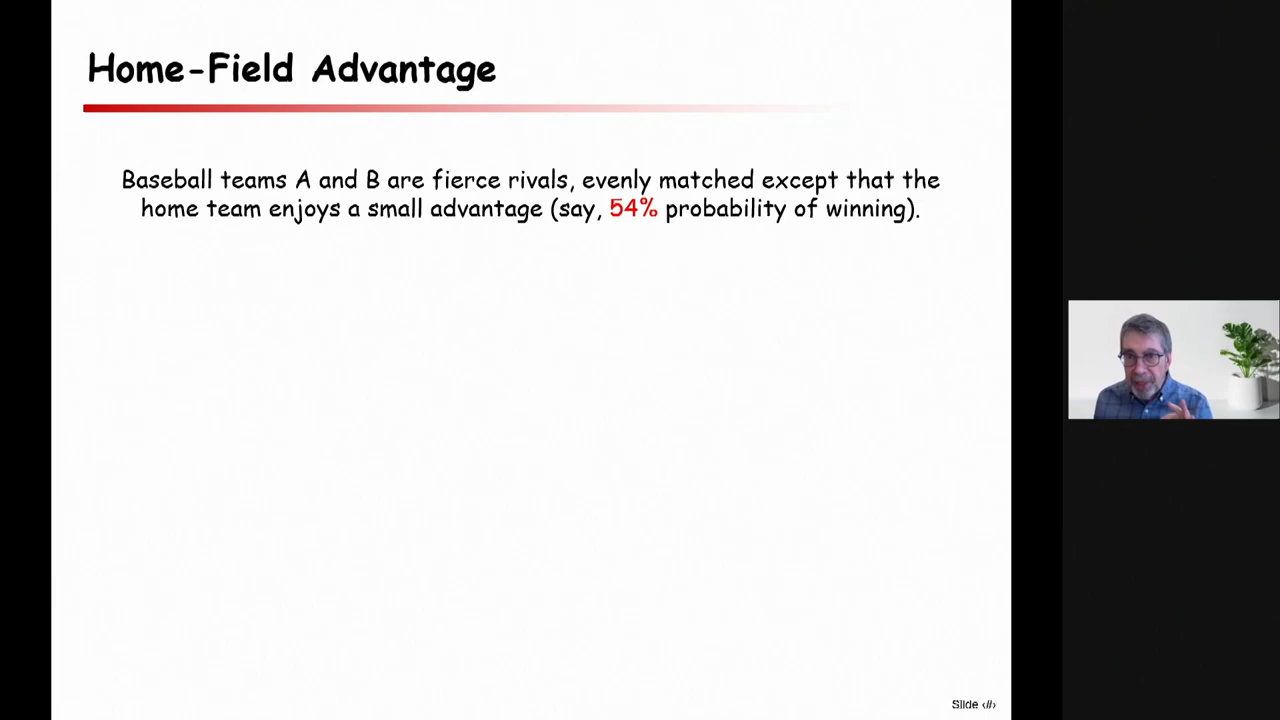 Home-Field Advantage
Baseball teams A and B are fierce rivals, evenly matched except that the
home team enjoys a small advantage (say, 54% probability of winning).
Slide ‹#›